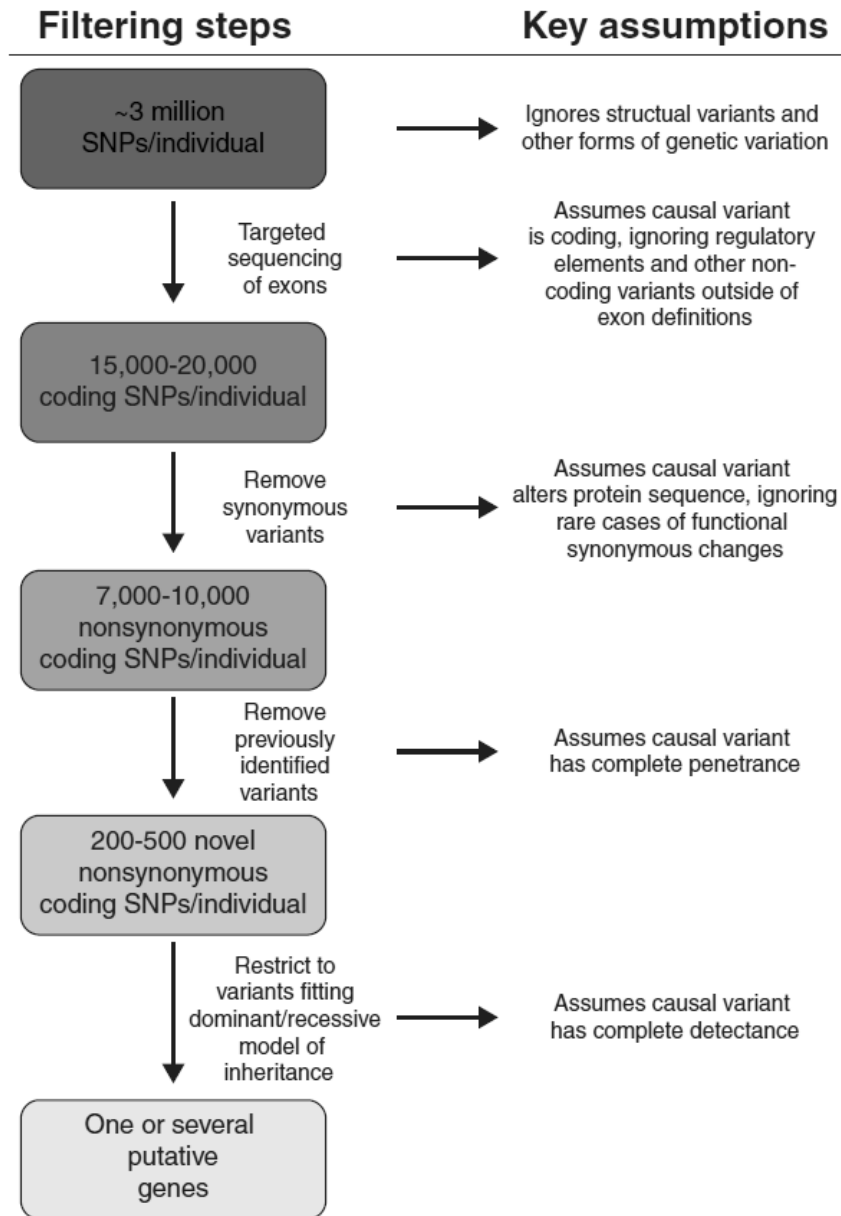 Filtering steps
Key assumptions
~3 million
SNPs/individual
Ignores structual variants and
other forms of genetic variation
Targeted
sequencing
of exons
Assumes causal variant
is coding, ignoring regulatory
elements and other non-
coding variants outside of
exon definitions
15,000-20,000
coding SNPs/individual
Remove
synonymous
variants
Assumes causal variant
alters protein sequence, ignoring
rare cases of functional
synonymous changes
7,000-10,000
nonsynonymous
coding SNPs/individual
Remove
previously
identified
variants
Assumes causal variant
has complete penetrance
200-500 novel
nonsynonymous
coding SNPs/individual
Restrict to
variants fitting
dominant/recessive
model of
inheritance
Assumes causal variant
has complete detectance
One or several
putative
genes